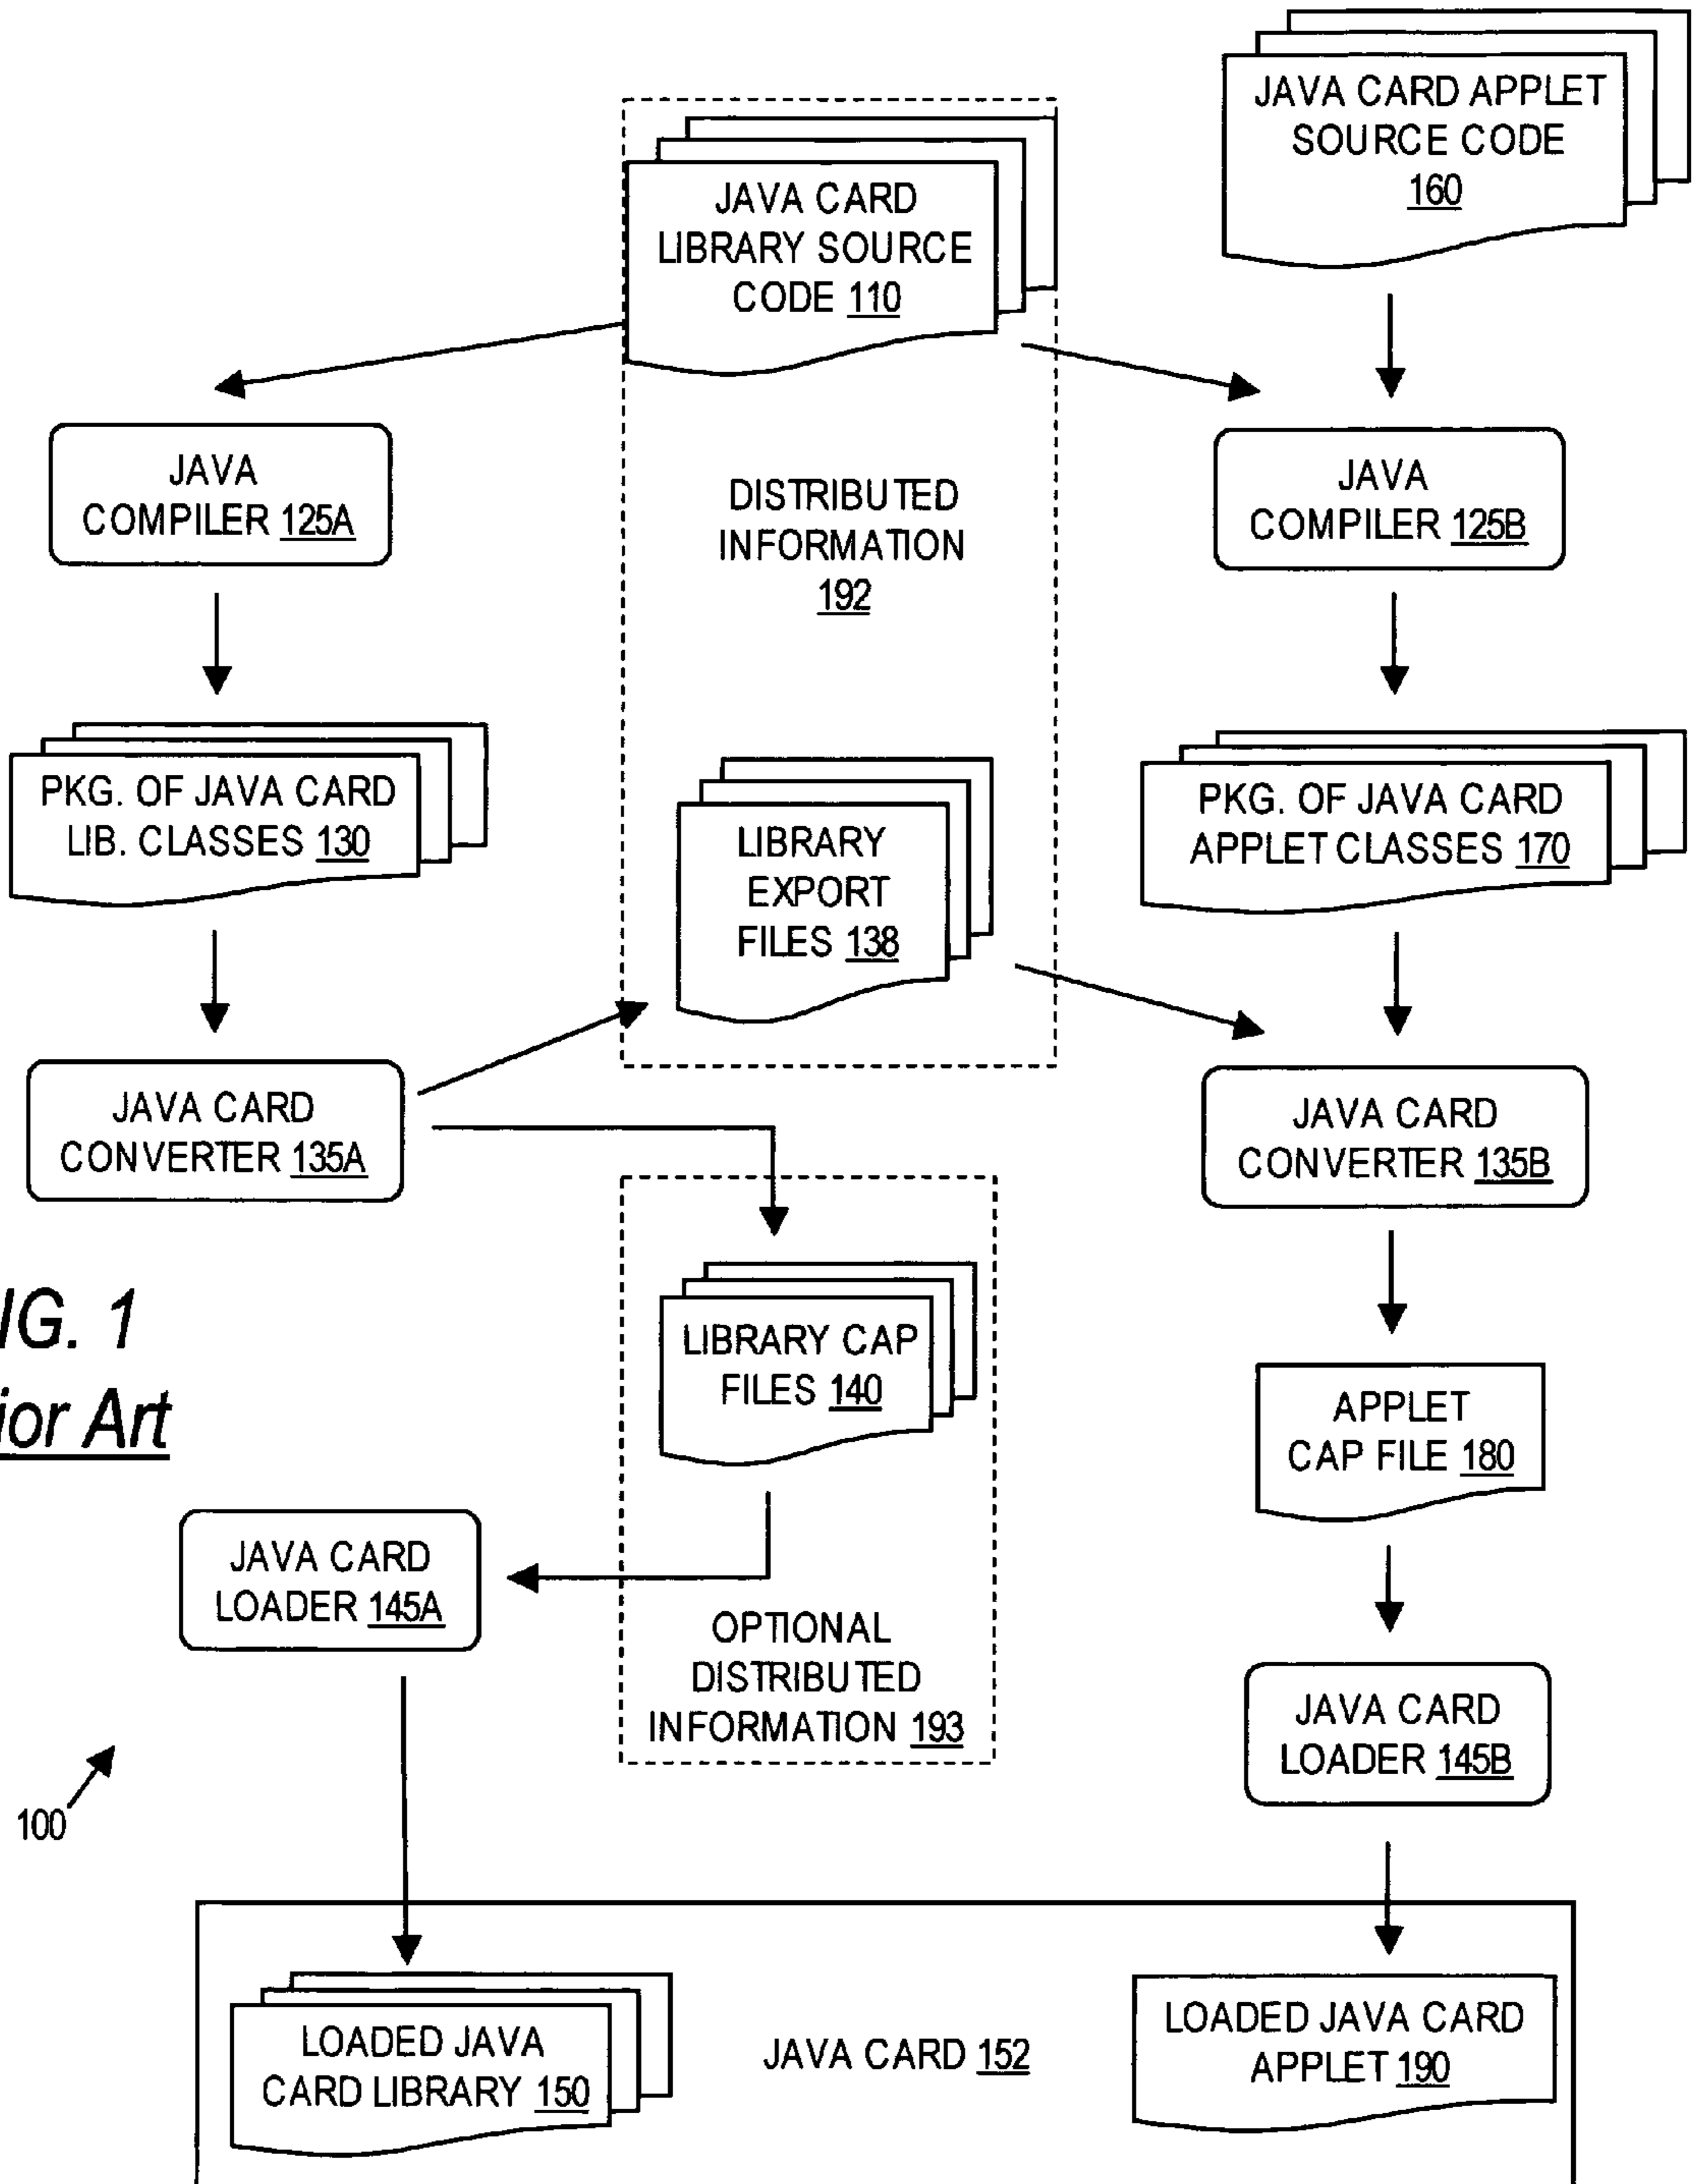 JAVA CARD APPLET
SOURCE CODE
160
JAVA CARD
LIBRARY SOURCE
CODE 110
JAVA
COMPILER 125A
DISTRIBUTED
INFORMATION
192
JAVA
COMPILER 125B
PKG. OF JAVA CARD
LIB. CLASSES 130
LIBRARY
EXPORT
FILES 138
PKG. OF JAVA CARD
APPLET CLASSES 170
JAVA CARD
CONVERTER 135A
JAVA CARD
CONVERTER 135B
IG. 1
ior Art
LIBRARY CAP
FILES 140
APPLET
CAP FILE 180
JAVA CARD
LOADER 145A
OPTIONAL
DISTRIBUTED
INFORMATION 193
JAVA CARD
LOADER 145B
100
LOADED JAVA
CARD LIBRARY 150
JAVA CARD 152
LOADED JAVA CARD
APPLET 190